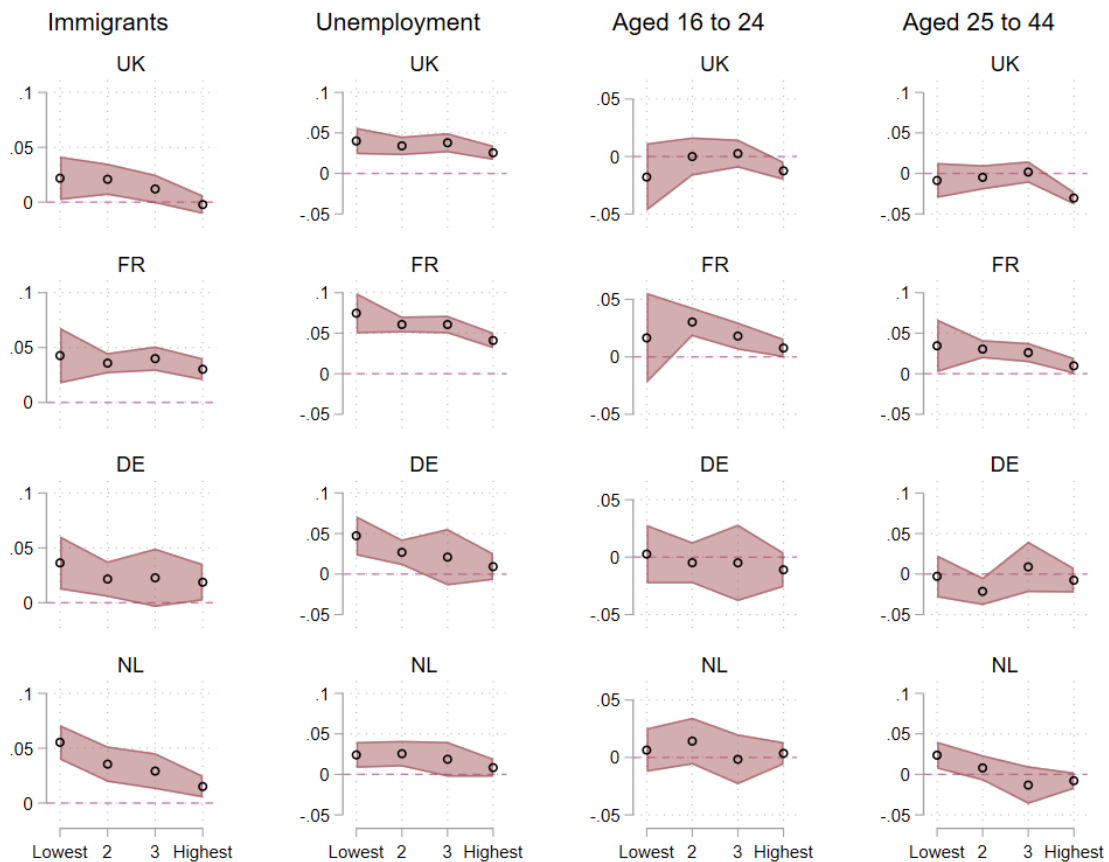 Immigrants Unemployment Aged 16 to 24 Aged 25 to 44
UK UK UK UK
.1 .1 .05 .1
.05 .05 0 .05
0 0 -.05 0
-.05 -.05
FR FR FR FR
.1 .1 .05 .1
.05 .05 0 .05
0 0 -.05 0
-.05 -.05
DE DE DE DE
.1 .1 .05 .1
.05 .05 0 .05
0 0 -.05 0
-.05 -.05
NL NL NL NL
.1 .1 .05 .1
.05 .05 0 .05
0 0 -.05 0
-.05 -.05
Lowest 2 3 Highest Lowest 2 3 Highest Lowest 2 3 Highest Lowest 2 3 Highest